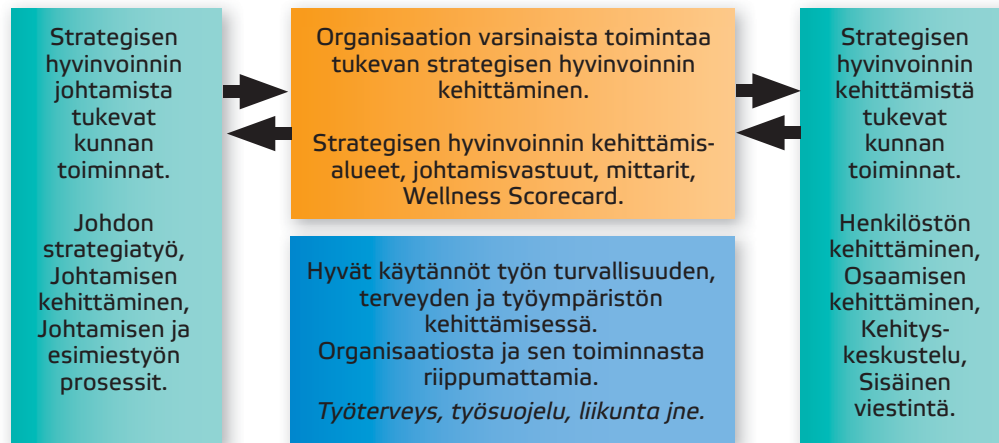 Strategisen
hyvinvoinnin
johtamista
tukevat
kunnan
toiminnat.
Johdon
strategiatyö,
Johtamisen
kehittäminen,
Johtamisen ja
esimiestyön
prosessit.
Organisaation varsinaista toimintaa
tukevan strategisen hyvinvoinnin
kehittäminen.
Strategisen hyvinvoinnin kehittämis-
alueet, johtamisvastuut, mittarit,
Wellness Scorecard.
Hyvät käytännöt työn turvallisuuden,
terveyden ja työympäristön
kehittämisessä.
Organisaatiosta ja sen toiminnasta
riippumattamia.
Työterveys, työsuojelu, liikunta jne.
Strategisen
hyvinvoinnin
kehittämistä
tukevat
kunnan
toiminnat.
Henkilöstön
kehittäminen,
Osaamisen
kehittäminen,
Kehitys-
keskustelu,
Sisäinen
viestintä.